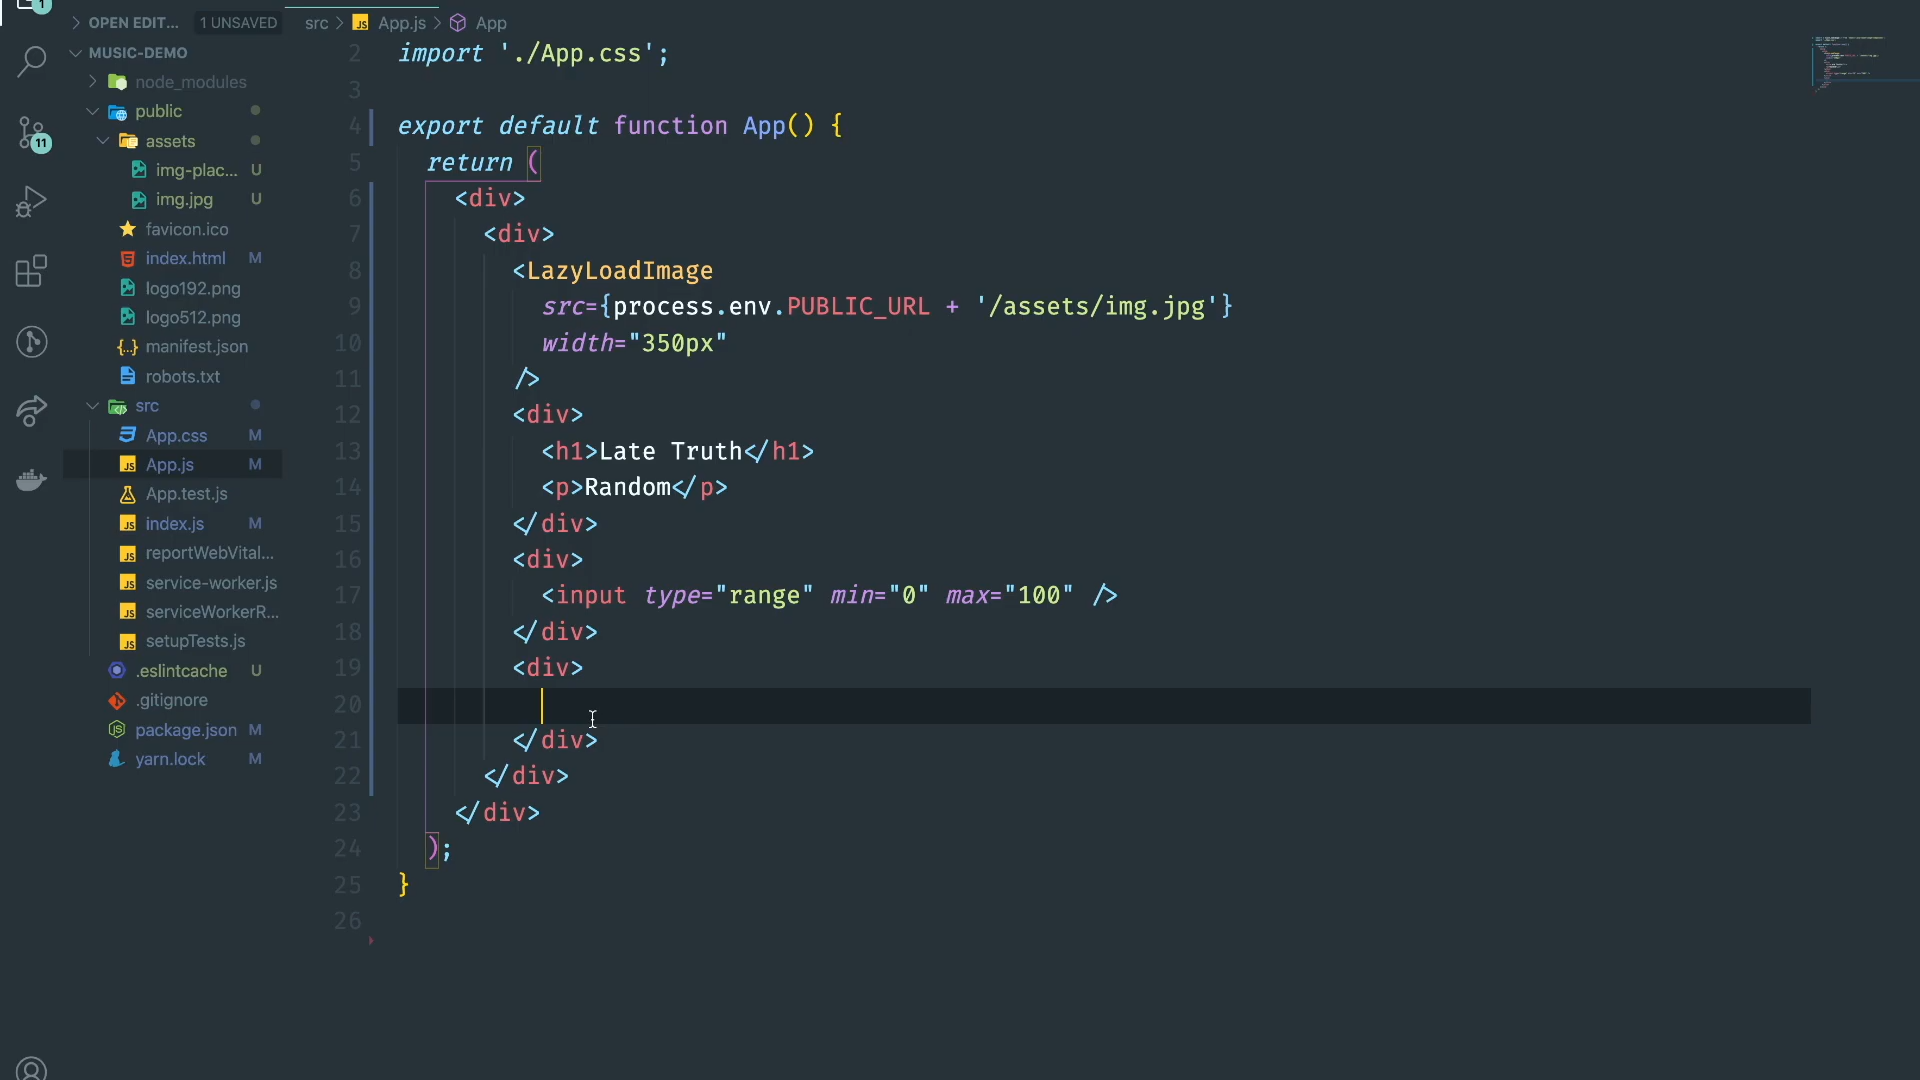 1
OPEN EDIT... 1 UNSAVED
MUSIC-DEMO
node_modules
public
assets
img-plac... U
img.jpg U
favicon.ico
index.html M
logo192.png
logo512.png
manifest.json
robots.txt
src
App.css M
App.js M
App.test.js
index.js M
reportWebVital...
service-worker.js
serviceWorkerR...
setupTests.js
.eslintcache U
.gitignore
package.json M
yarn.lock M
11
src > JS App.js > App
2 import './App.css';
3
4 export default function App() {
5 return (
6 <div>
7 <div>
8 <LazyLoadImage
9 src={process.env.PUBLIC_URL + '/assets/img.jpg'}
10 width="350px"
11 />
12 <div>
13 <h1>Late Truth</h1>
14 <p>Random</p>
15 </div>
16 <div>
17 <input type="range" min="0" max="100" />
18 </div>
19 <div>
20
21 </div>
22 </div>
23 </div>
24 );
25 }
26